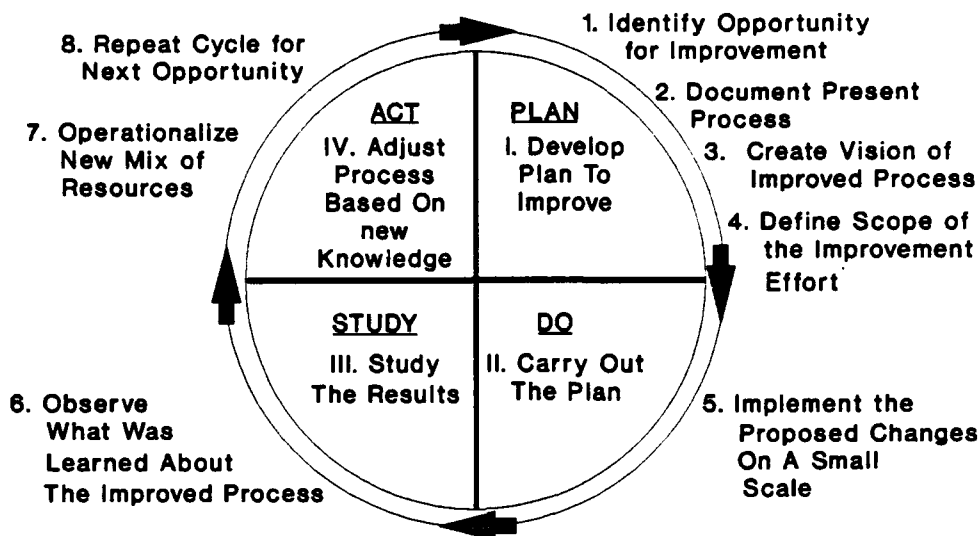 1. Identify Opportunity
for Improvement
2. Document Present
Process
3. Create Vision of
Improved Process
4. Define Scope of
the Improvement
Effort
5. Implement the
Proposed Changes
On A Small
Scale
6. Observe
What Was
Learned About
The Improved Process
7. Operationalize
New Mix of
Resources
8. Repeat Cycle for
Next Opportunity
PLAN
I. Develop
Plan To
Improve
DO
II. Carry Out
The Plan
STUDY
III. Study
The Results
ACT
IV. Adjust
Process
Based On
new
Knowledge